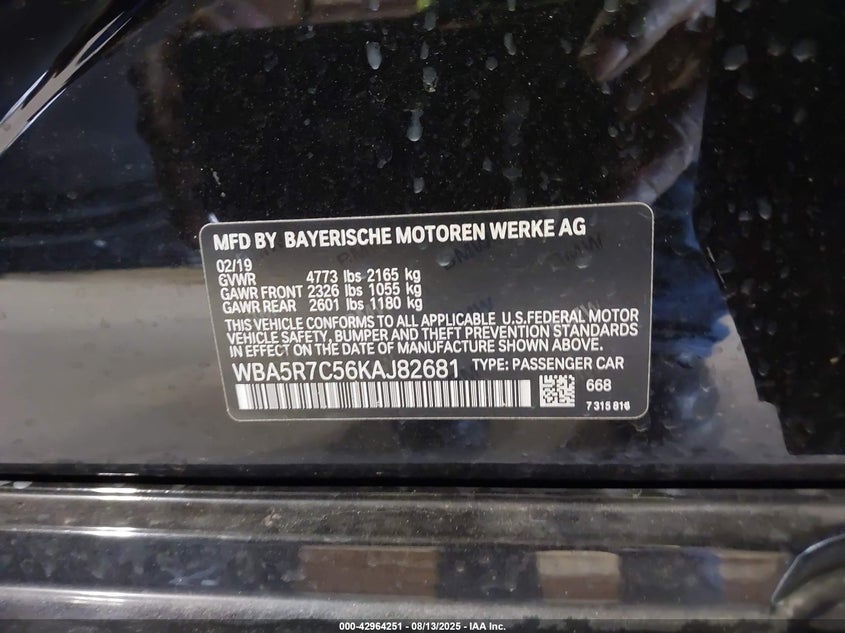 MFD BY BAYERISCHE MOTOREN WERKE AG
02/19
GVWR 4773 lbs 2165 kg
GAWR FRONT 2326 lbs 1055 kg
GAWR REAR 2601 lbs 1180 kg
THIS VEHICLE CONFORMS TO ALL APPLICABLE U.S.FEDERAL MOTOR
VEHICLE SAFETY, BUMPER AND THEFT PREVENTION STANDARDS
IN EFFECT ON THE DATE OF MANUFACTURE SHOWN ABOVE.
WBA5R7C56KAJ82681 TYPE: PASSENGER CAR
668
7 315 816
000-42964251 - 08/13/2025 - IAA Inc.